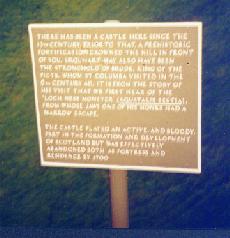 THERE HAS BEEN A CASTLE HERE SINCE THE
13TH CENTURY. PRIOR TO THAT, A PREHISTORIC
FORTIFICATION CROWNED THE HILL IN FRONT
OF YOU. URQUHART MAY ALSO HAVE BEEN
THE STRONGHOLD OF BRUDE, KING OF THE
PICTS WHOM ST COLUMBA VISITED IN THE
6TH CENTURY AD. IT IS FROM THE STORY OF
HIS VISIT THAT WE FIRST HEAR OF THE
LOCH NESS MONSTER (AQUATALIS BESTIA),
FROM WHOSE JAWS ONE OF HIS MONKS HAD A
NARROW ESCAPE.
THE CASTLE PLAYED AN ACTIVE AND BLOODY
PART IN THE FORMATION AND DEVELOPMENT
OF SCOTLAND BUT WAS EFFECTIVELY
ABANDONED BOTH AS FORTRESS AND
RESIDENCE BY 1700